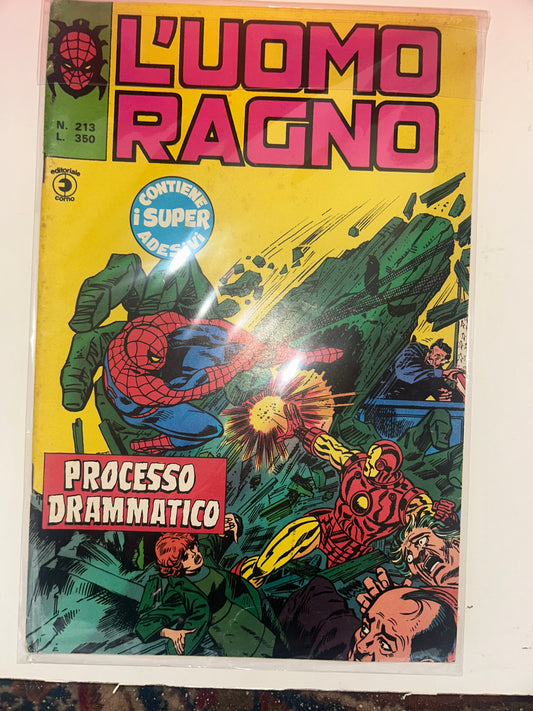 L'UOMO
RAGNO
N. 213
L. 350
editoriale
corno
CONTIENE
i SUPER
ADESIVI
PROCESSO
DRAMMATICO